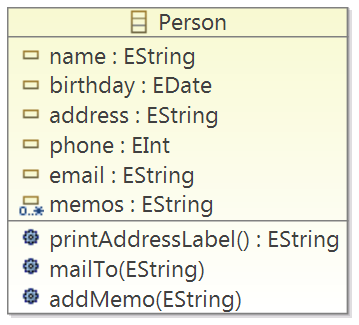 Person
name : EString
birthday : EDate
address : EString
phone : EInt
email : EString
0..* memos : EString
printAddressLabel() : EString
mailTo(EString)
addMemo(EString)